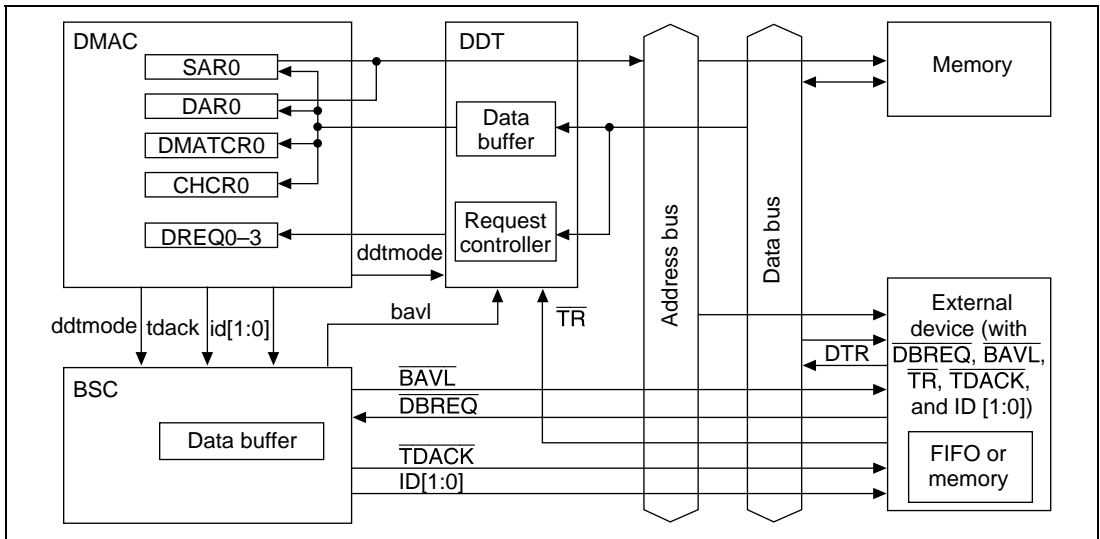 DMAC
SAR0
DAR0
DMATCR0
CHCR0
DREQ0–3
DDT
Data
buffer
Request
controller
ddtmode
Address bus
Data bus
Memory
ddtmode
tdack
id[1:0]
bavl
TR
BSC
Data buffer
BAVL
DBREQ
TDACK
ID[1:0]
DTR
External
device (with
DBREQ, BAVL,
TR, TDACK,
and ID [1:0])
FIFO or
memory